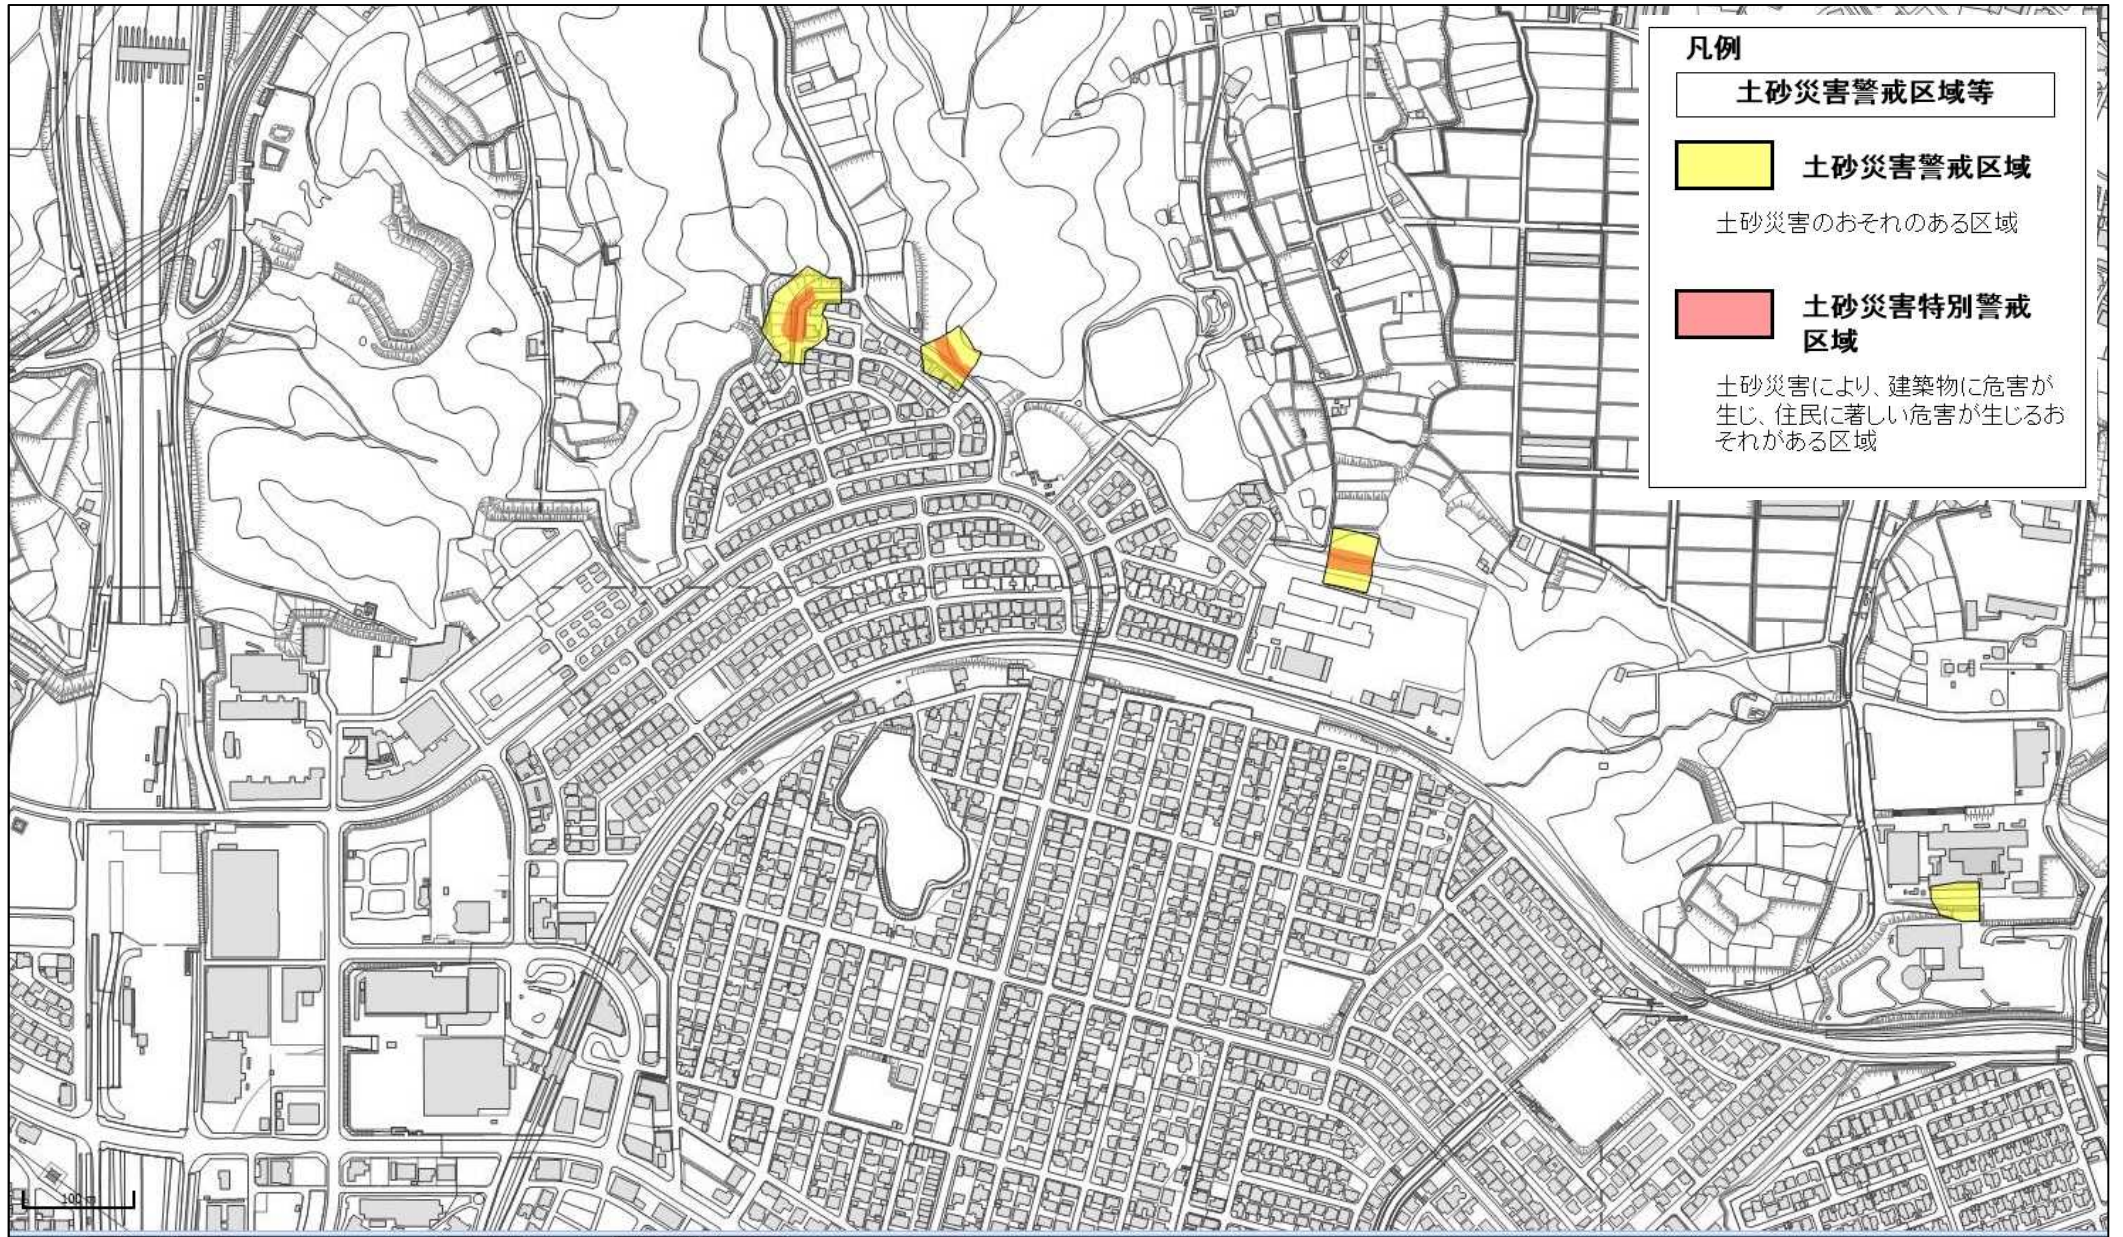 凡例
土砂災害警戒区域等
土砂災害警戒区域
土砂災害のおそれのある区域
土砂災害特別警戒
区域
土砂災害により、建築物に危害が
生じ、住民に著しい危害が生じるお
それがある区域
100 m